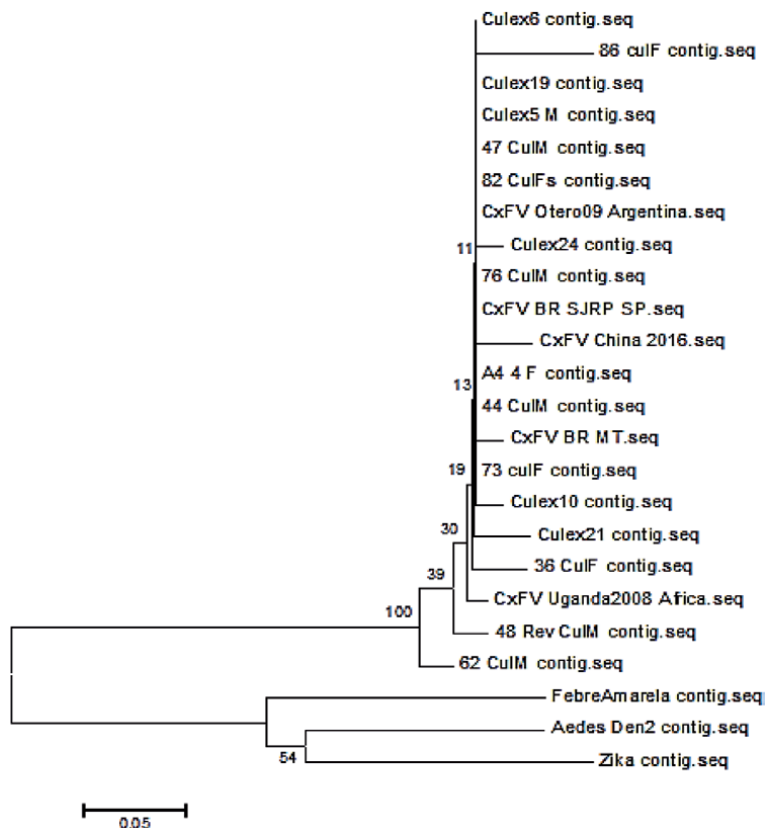 Culex6 contig.seq
86 culF contig.seq
Culex19 contig.seq
Culex5 M contig.seq
47 CulM contig.seq
82 CulFs contig.seq
CxFV Otero09 Argentina.seq
11
Culex24 contig.seq
76 CulM contig.seq
CxFV BR SJRP SP.seq
CxFV China 2016.seq
A4 4 F contig.seq
13
44 CulM contig.seq
CxFV BR MT.seq
19
73 culF contig.seq
Culex10 contig.seq
30
Culex21 contig.seq
36 CulF contig.seq
39
CxFV Uganda2008 Africa.seq
100
48 Rev CulM contig.seq
62 CulM contig.seq
FebreAmarela contig.seq
Aedes Den2 contig.seq
54
Zika contig.seq
0.05